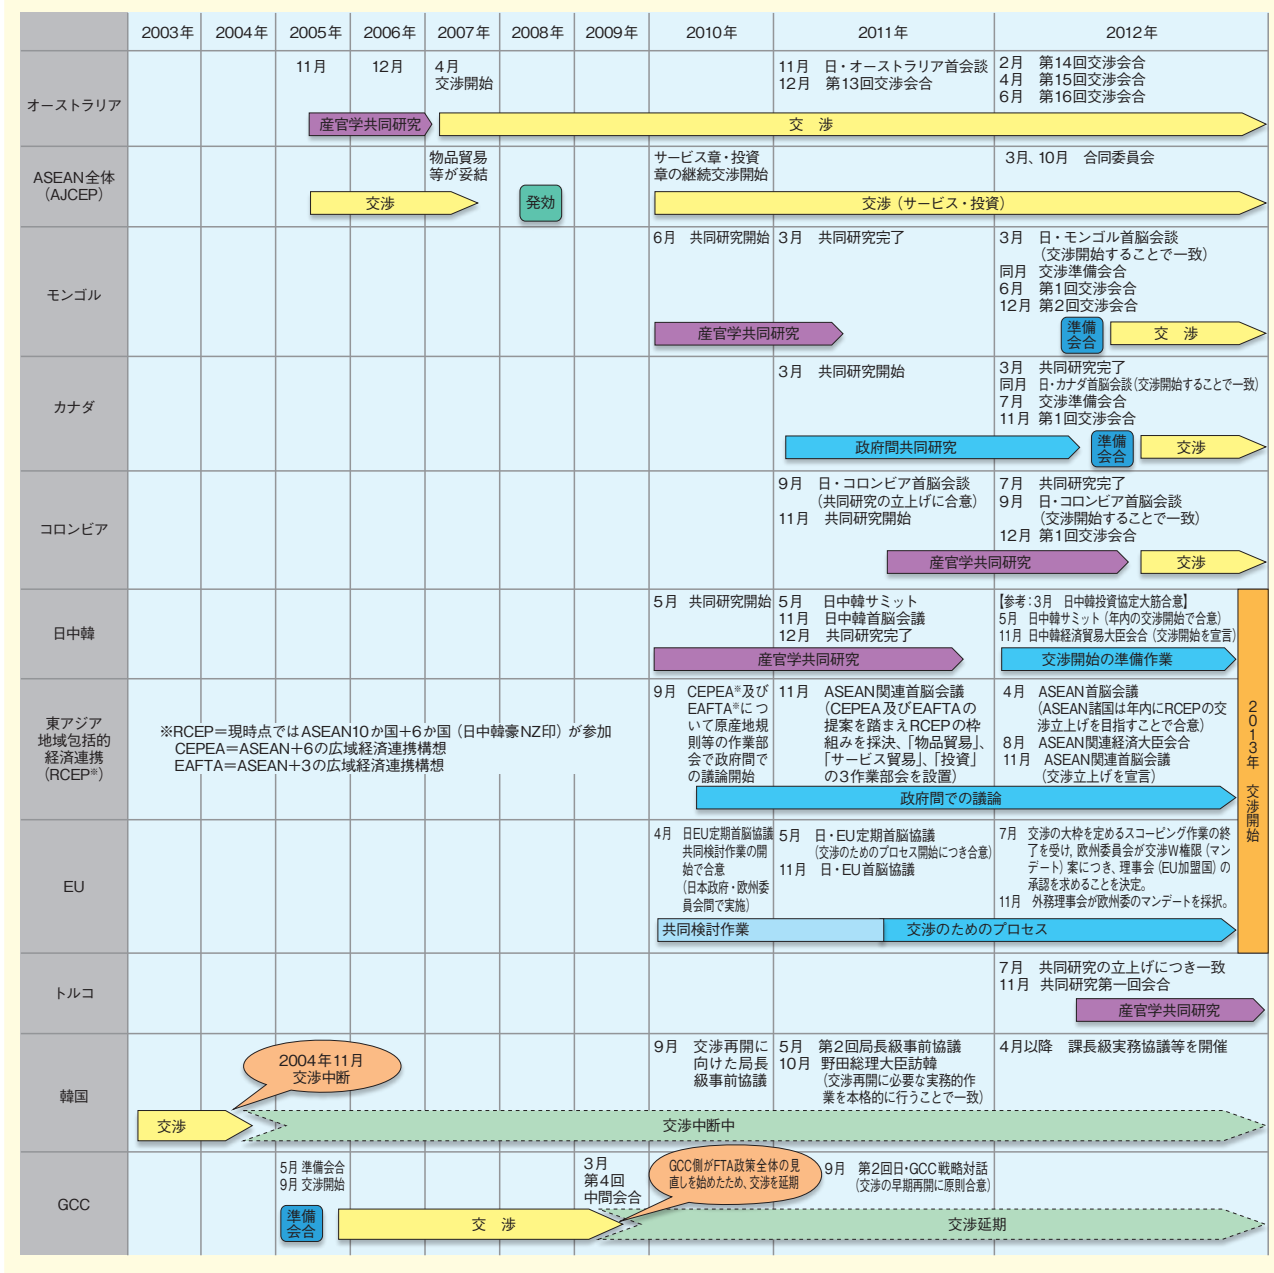 2003年 2004年 2005年 2006年 2007年 2008年 2009年 2010年 2011年 2012年
オーストラリア
11月
12月
4月
交渉開始
11月 日・オーストラリア首会談
12月 第13回交渉会合
2月 第14回交渉会合
4月 第15回交渉会合
6月 第16回交渉会合
産官学共同研究
交 渉
ASEAN全体
(AJCEP)
物品貿易
等が妥結
サービス章・投資
章の継続交渉開始
3月、10月 合同委員会
交渉
発効
交渉(サービス・投資)
モンゴル
6月 共同研究開始
3月 共同研究完了
3月 日・モンゴル首脳会談
(交渉開始することで一致)
同月 交渉準備会合
6月 第1回交渉会合
12月 第2回交渉会合
産官学共同研究
準備
会合
交 渉
カナダ
3月 共同研究開始
3月 共同研究完了
同月 日・カナダ首脳会談(交渉開始することで一致)
7月 交渉準備会合
11月 第1回交渉会合
政府間共同研究
準備
会合
交渉
コロンビア
9月 日・コロンビア首脳会談
(共同研究の立上げに合意)
11月 共同研究開始
7月 共同研究完了
9月 日・コロンビア首脳会談
(交渉開始することで一致)
12月 第1回交渉会合
産官学共同研究
交渉
日中韓
5月 共同研究開始
5月 日中韓サミット
11月 日中韓首脳会議
12月 共同研究完了
【参考:3月 日中韓投資協定大筋合意】
5月 日中韓サミット(年内の交渉開始で合意)
11月 日中韓経済貿易大臣会合(交渉開始を宣言)
産官学共同研究
交渉開始の準備作業
東アジア
地域包括的
経済連携
(RCEP※)
※RCEP=現時点ではASEAN10か国+6か国(日中韓豪NZ印)が参加
CEPEA=ASEAN+6の広域経済連携構想
EAFTA=ASEAN+3の広域経済連携構想
9月 CEPEA※及び
EAFTA※につ
いて原産地規
則等の作業部
会で政府間で
の議論開始
11月 ASEAN関連首脳会議
(CEPEA及びEAFTAの
提案を踏まえRCEPの枠
組みを採決、「物品貿易」、
「サービス貿易」、「投資」
の3作業部会を設置)
4月 ASEAN首脳会議
(ASEAN諸国は年内にRCEPの交
渉立上げを目指すことで合意)
8月 ASEAN関連経済大臣会合
11月 ASEAN関連首脳会議
(交渉立上げを宣言)
政府間での議論
2013年 交渉開始
EU
4月 日EU定期首脳協議
共同検討作業の開
始で合意
(日本政府・欧州委
員会間で実施)
5月 日・EU定期首脳協議
(交渉のためのプロセス開始につき合意)
11月 日・EU首脳協議
7月 交渉の大枠を定めるスコーピング作業の終
了を受け,欧州委員会が交渉W権限(マン
デート)案につき、理事会(EU加盟国)の
承認を求めることを決定。
11月 外務理事会が欧州委のマンデートを採択。
共同検討作業
交渉のためのプロセス
トルコ
7月 共同研究の立上げにつき一致
11月 共同研究第一回会合
産官学共同研究
韓国
2004年11月
交渉中断
9月 交渉再開に
向けた局長
級事前協議
5月 第2回局長級事前協議
10月 野田総理大臣訪韓
(交渉再開に必要な実務的作
業を本格的に行うことで一致)
4月以降 課長級実務協議等を開催
交渉
交渉中断中
GCC
5月 準備会合
9月 交渉開始
3月
第4回
中間会合
GCC側がFTA政策全体の見
直しを始めたため、交渉を延期
9月 第2回日・GCC戦略対話
(交渉の早期再開に原則合意)
準備
会合
交 渉
交渉延期